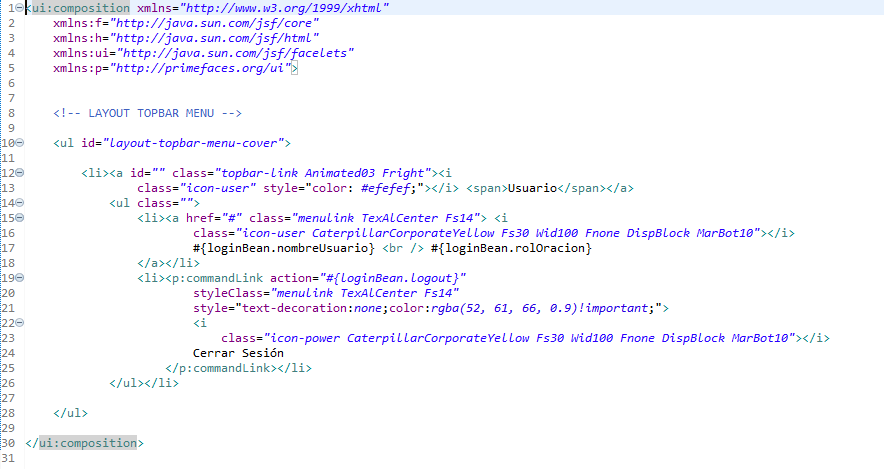 1 <ui:composition xmlns="http://www.w3.org/1999/xhtml"
2     xmlns:f="http://java.sun.com/jsf/core"
3     xmlns:h="http://java.sun.com/jsf/html"
4     xmlns:ui="http://java.sun.com/jsf/facelets"
5     xmlns:p="http://primefaces.org/ui">
6
7
8     <!-- LAYOUT TOPBAR MENU -->
9
10     <ul id="layout-topbar-menu-cover">
11
12         <li><a id="" class="topbar-link Animated03 Fright"><i
13                 class="icon-user" style="color: #efefef;"></i> <span>Usuario</span></a>
14             <ul class="">
15                 <li><a href="#" class="menulink TexAlCenter Fs14"> <i
16                         class="icon-user CaterpillarCorporateYellow Fs30 Wid100 Fnone DispBlock MarBot10"></i>
17                         #{loginBean.nombreUsuario} <br /> #{loginBean.rolOracion}
18                 </a></li>
19                 <li><p:commandLink action="#{loginBean.logout}"
20                         styleClass="menulink TexAlCenter Fs14"
21                         style="text-decoration:none;color:rgba(52, 61, 66, 0.9)!important;">
22                         <i
23                             class="icon-power CaterpillarCorporateYellow Fs30 Wid100 Fnone DispBlock MarBot10"></i>
24                         Cerrar Sesión
25                     </p:commandLink></li>
26             </ul></li>
27
28     </ul>
29
30 </ui:composition>
31